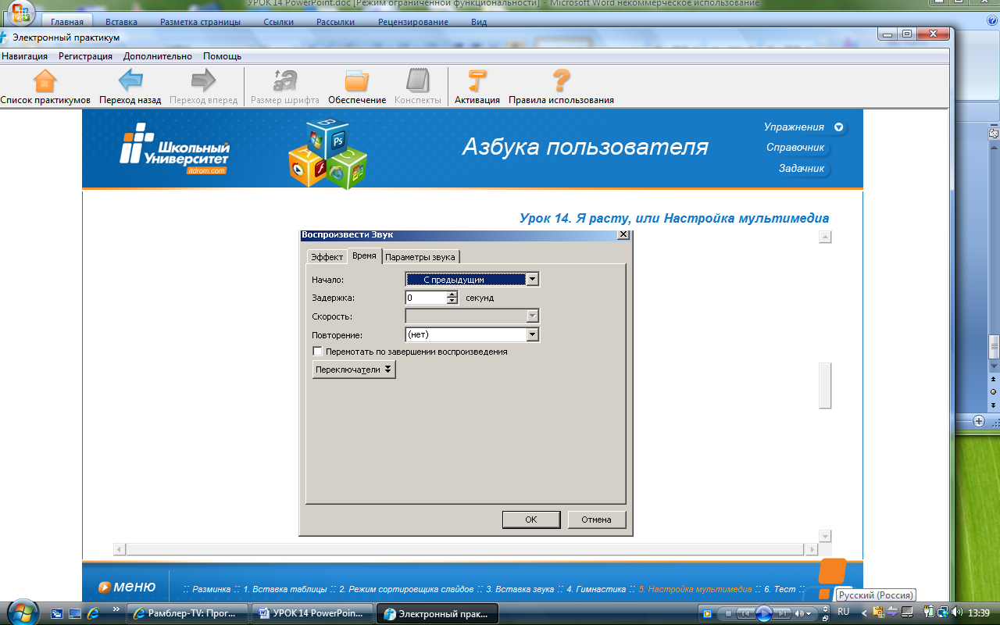 УРОК 14 PowerPoint.doc [Режим ограниченной функциональности] - Microsoft Word некоммерческое использование
Главная Вставка Разметка страницы Ссылки Рассылки Рецензирование Вид
Электронный практикум
Навигация Регистрация Дополнительно Помощь
Список практикумов Переход назад Переход вперед Размер шрифта Обеспечение Конспекты Активация Правила использования
Школьный
Университет
itdrom.com
Ps
Азбука пользователя
Упражнения
Справочник
Задачник
Урок 14. Я расту, или Настройка мультимедиа
Воспроизвести Звук
Эффект Время Параметры звука
Начало: С предыдущим
Задержка: 0 секунд
Скорость:
Повторение: (нет)
Перемотать по завершении воспроизведения
Переключатели
ОК Отмена
меню :: Разминка :: 1. Вставка таблицы :: 2. Режим сортировщика слайдов :: 3. Вставка звука :: 4. Гимнастика :: 5. Настройка мультимедиа :: 6. Тест ::
Русский (Россия)
Рамблер-TV: Прог... УРОК 14 PowerPoin... Электронный прак... RU 13:39